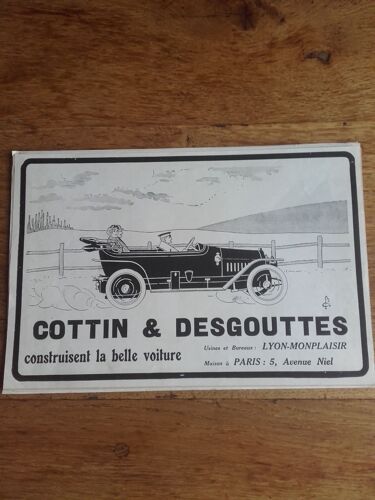 COTTIN & DESGOUTTES
construisent la belle voiture
Usines et Bureaux : LYON-MONPLAISIR
Maison à PARIS : 5, Avenue Niel